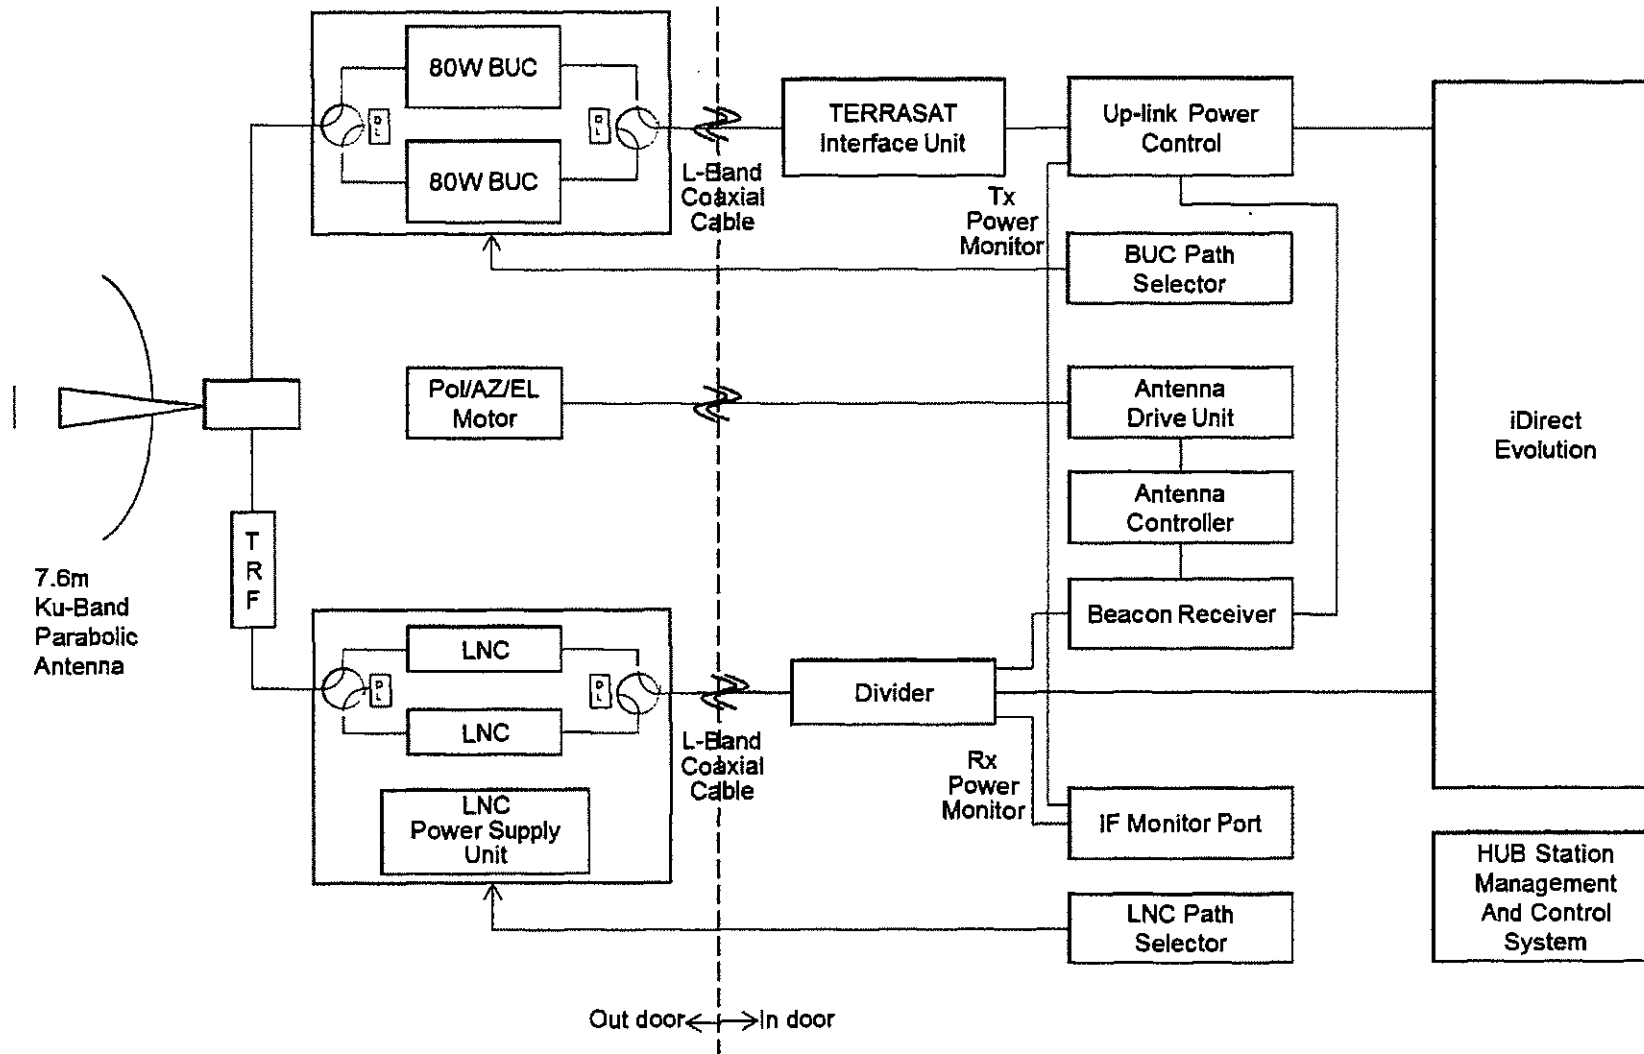 80W BUC
D
L
D
L
80W BUC
L-Band
Coaxial
Cable
TERRASAT
Interface Unit
Up-link Power
Control
Tx
Power
Monitor
BUC Path
Selector
Pol/AZ/EL
Motor
Antenna
Drive Unit
iDirect
Evolution
Antenna
Controller
T
R
F
7.6m
Ku-Band
Parabolic
Antenna
Beacon Receiver
LNC
D
L
D
L
LNC
Divider
L-Band
Coaxial
Cable
Rx
Power
Monitor
LNC
Power Supply
Unit
IF Monitor Port
HUB Station
Management
And Control
System
LNC Path
Selector
Out door
In door